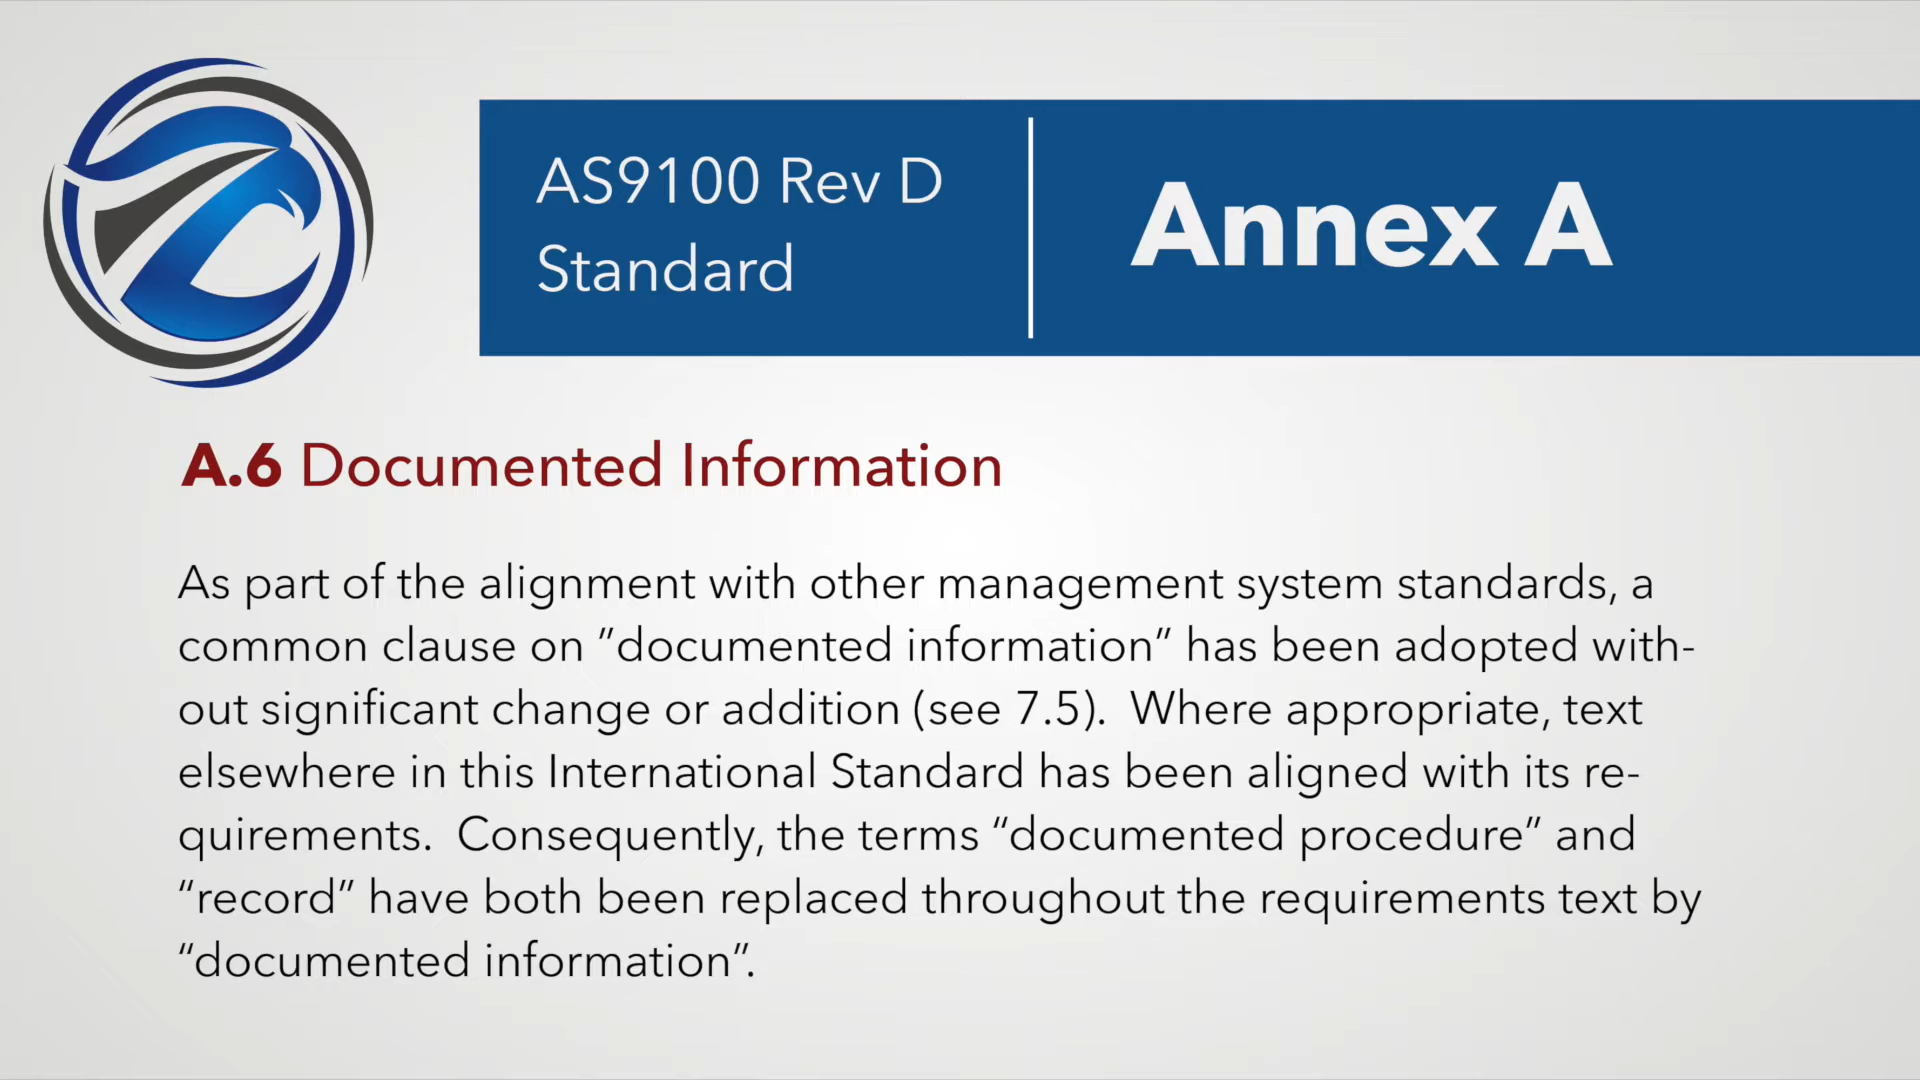 AS9100 Rev D
Standard
Annex A
A.6 Documented Information
As part of the alignment with other management system standards, a
common clause on ”documented information” has been adopted with-
out significant change or addition (see 7.5).  Where appropriate, text
elsewhere in this International Standard has been aligned with its re-
quirements.  Consequently, the terms “documented procedure” and
“record” have both been replaced throughout the requirements text by
“documented information”.